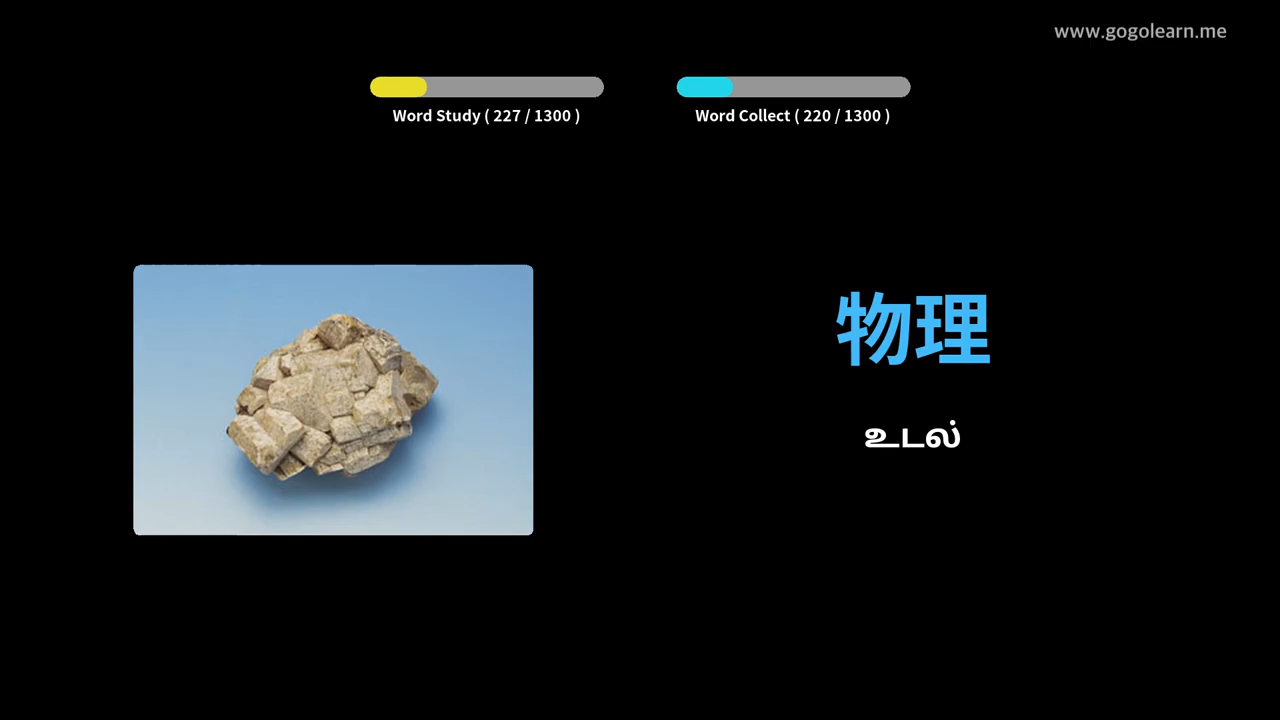 www.gogolearn.me
Word Study ( 227 / 1300 )
Word Collect ( 220 / 1300 )
物理
உடல்